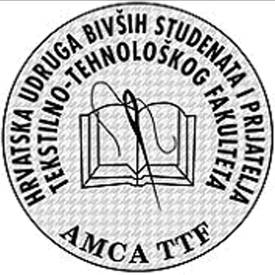 HRVATSKA UDRUGA BIVŠIH STUDENATA I PRIJATELJA
TEKSTILNO-TEHNOLOŠKOG FAKULTETA
AMCA TTF